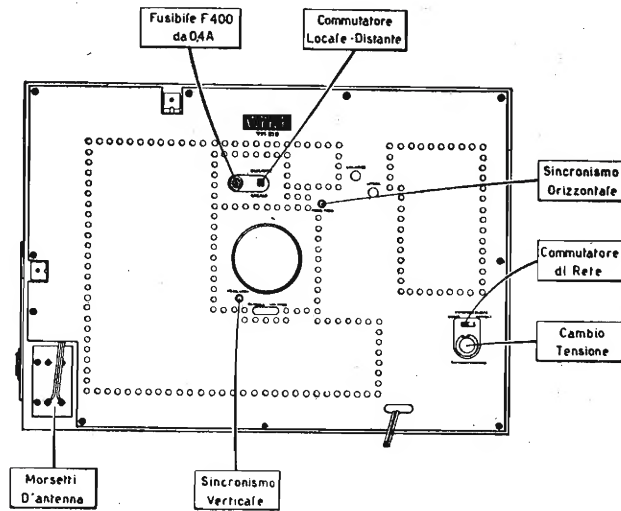 Fusibile F 400
da 0,4A
Commutatore
Locale-Distante
Sincronismo
Orizzontale
Commutatore
di Rete
Cambio
Tensione
Morsetti
D'antenna
Sincronismo
Verticale